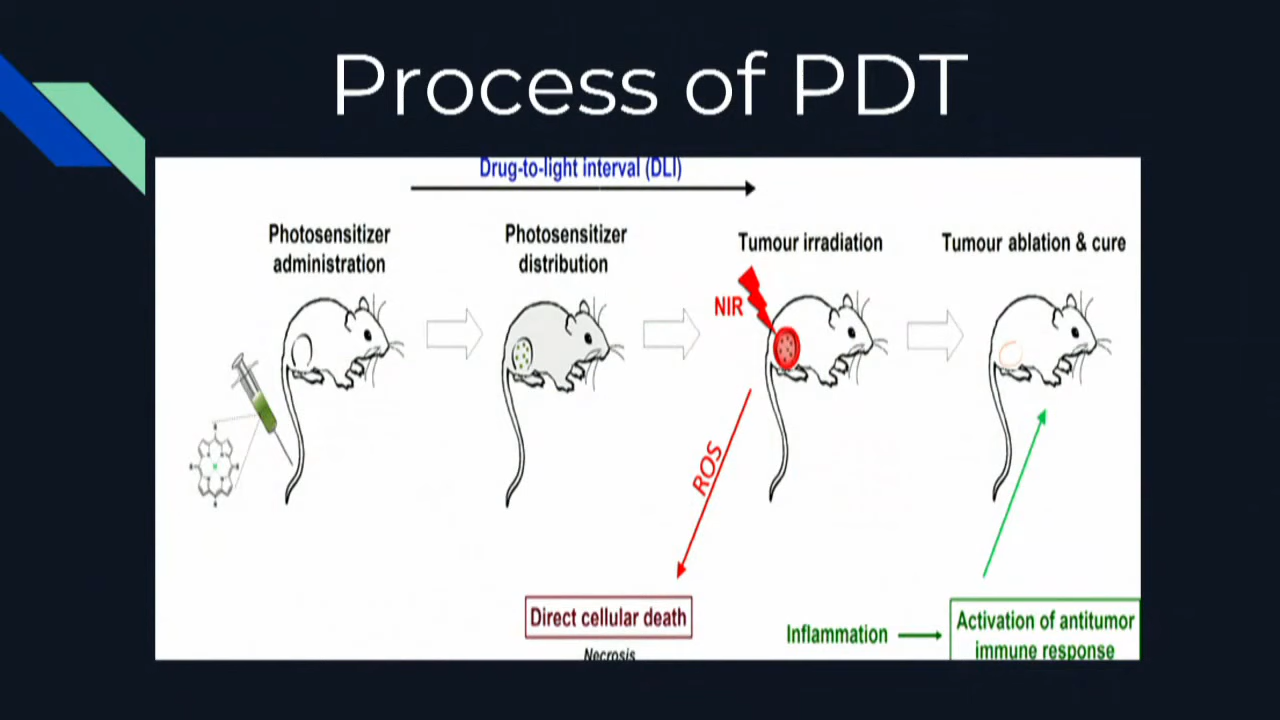 Process of PDT
Drug-to-light interval (DLI)
Photosensitizer
administration
Photosensitizer
distribution
Tumour irradiation
Tumour ablation & cure
NIR
ROS
Direct cellular death
Necrosis
Inflammation
Activation of antitumor
immune response